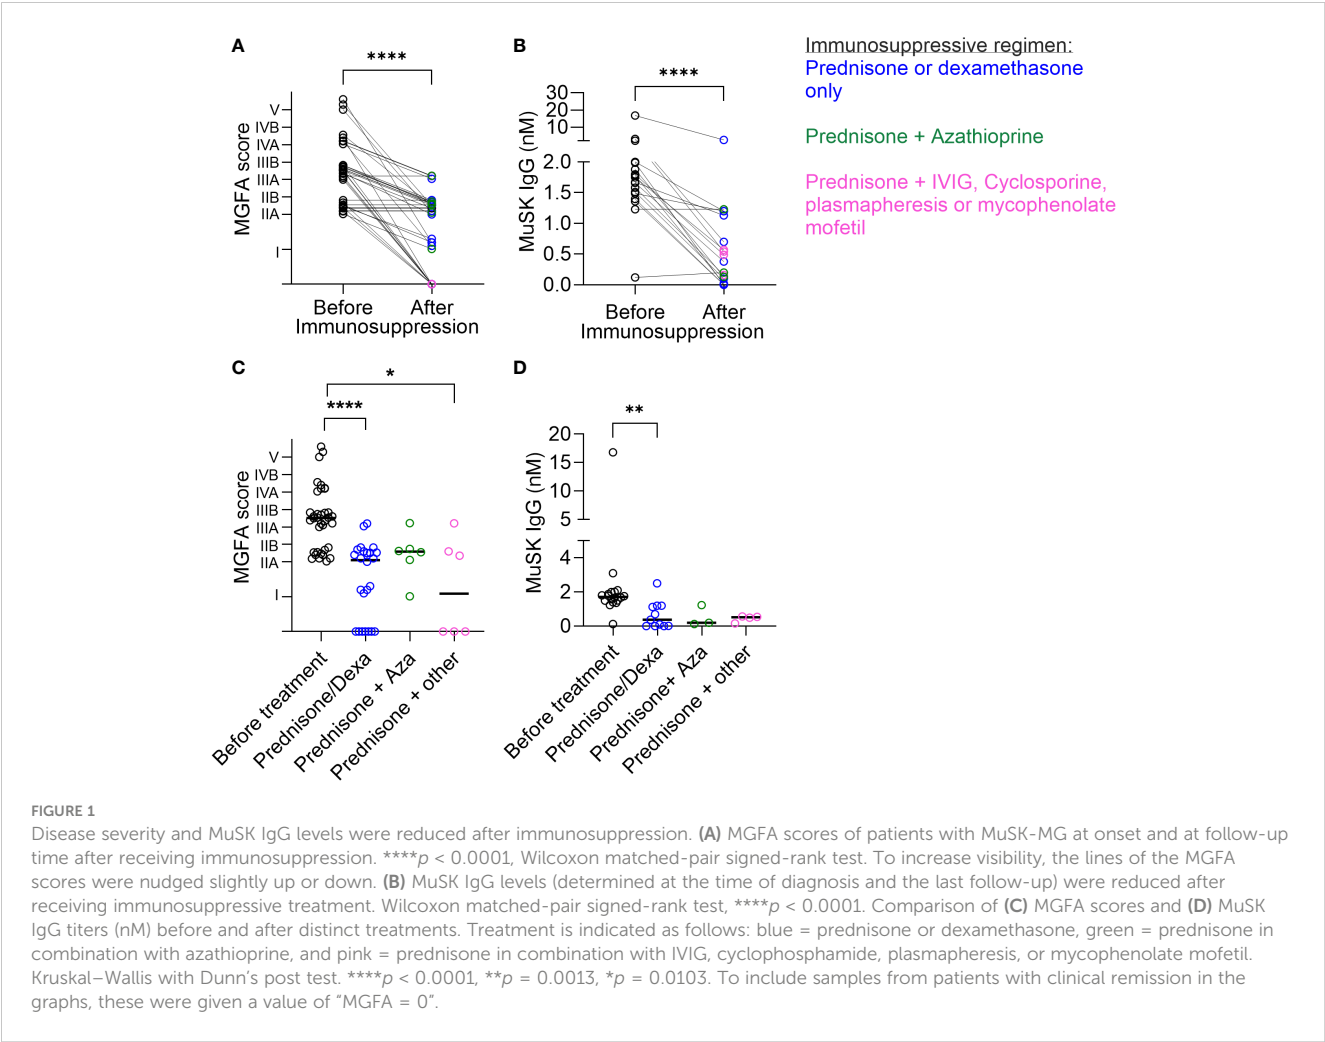 A
****
MGFA score
V
IVB
IVA
IIIB
IIIA
IIB
IIA
I
Before
After
Immunosuppression
B
****
MuSK IgG (nM)
30
20
10
2.0
1.5
1.0
0.5
0.0
Before
After
Immunosuppression
Immunosuppressive regimen:
Prednisone or dexamethasone
only
Prednisone + Azathioprine
Prednisone + IVIG, Cyclosporine,
plasmapheresis or mycophenolate
mofetil
C
*
****
MGFA score
V
IVB
IVA
IIIB
IIIA
IIB
IIA
I
Before treatment
Prednisone/Dexa
Prednisone + Aza
Prednisone + other
D
**
MuSK IgG (nM)
20
15
10
5
4
2
0
Before treatment
Prednisone/Dexa
Prednisone+ Aza
Prednisone + other
FIGURE 1
Disease severity and MuSK IgG levels were reduced after immunosuppression. (A) MGFA scores of patients with MuSK-MG at onset and at follow-up
time after receiving immunosuppression. ****p < 0.0001, Wilcoxon matched-pair signed-rank test. To increase visibility, the lines of the MGFA
scores were nudged slightly up or down. (B) MuSK IgG levels (determined at the time of diagnosis and the last follow-up) were reduced after
receiving immunosuppressive treatment. Wilcoxon matched-pair signed-rank test, ****p < 0.0001. Comparison of (C) MGFA scores and (D) MuSK
IgG titers (nM) before and after distinct treatments. Treatment is indicated as follows: blue = prednisone or dexamethasone, green = prednisone in
combination with azathioprine, and pink = prednisone in combination with IVIG, cyclophosphamide, plasmapheresis, or mycophenolate mofetil.
Kruskal–Wallis with Dunn's post test. ****p < 0.0001, **p = 0.0013, *p = 0.0103. To include samples from patients with clinical remission in the
graphs, these were given a value of “MGFA = 0”.